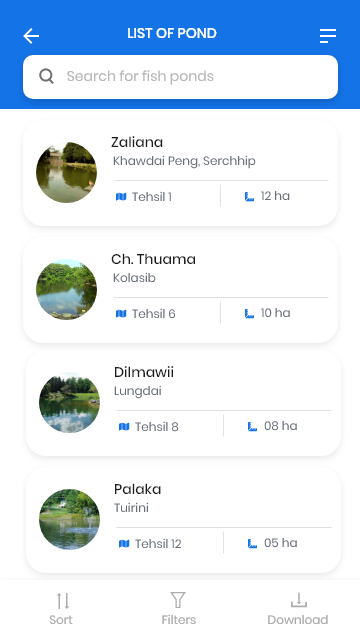 LIST OF POND
Search for fish ponds
Zaliana
Khawdai Peng, Serchhip
Tehsil 1 12 ha
Ch. Thuama
Kolasib
Tehsil 6 10 ha
Dilmawii
Lungdai
Tehsil 8 08 ha
Palaka
Tuirini
Tehsil 12 05 ha
Sort Filters Download